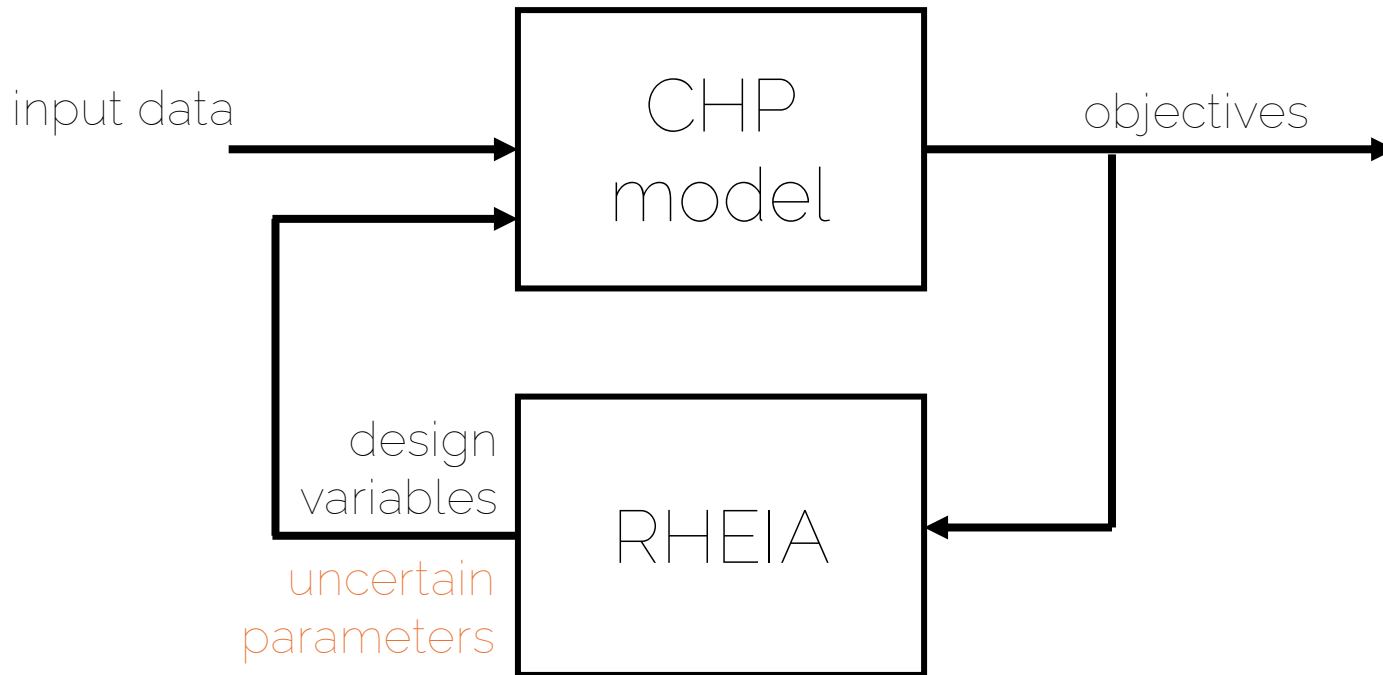 input data
CHP
model
objectives
design
variables
uncertain
parameters
RHEIA